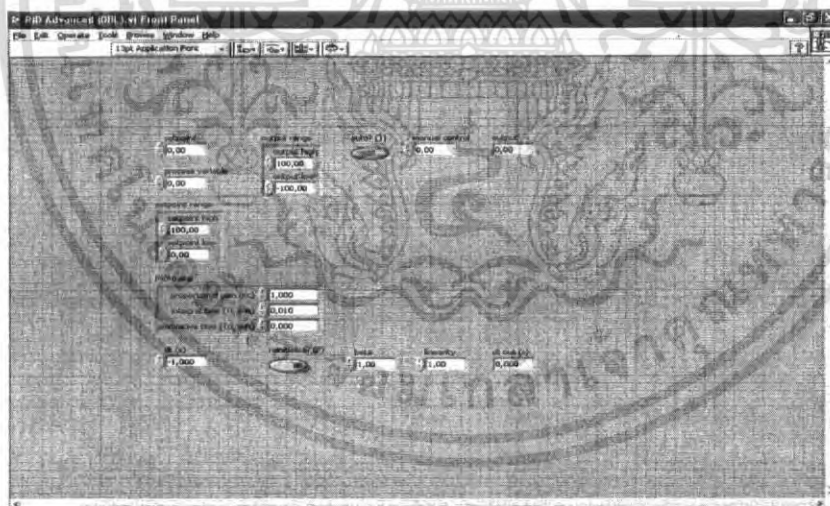 PID Advanced (DBL).vi Front Panel
File Edit Operate Tools Browse Window Help
13pt Application Font
setpoint
0,00
output range
output high
100,00
output low
-100,00
auto? (T)
manual control
0,00
output
0,00
process variable
0,00
setpoint range
setpoint high
100,00
setpoint low
0,00
PID gains
proportional gain (Kc)
1,000
integral time (Ti, min)
0,010
derivative time (Td, min)
0,000
dt (s)
-1,000
reinitialize? (F)
beta
1,00
linearity
1,00
dt out (s)
0,000